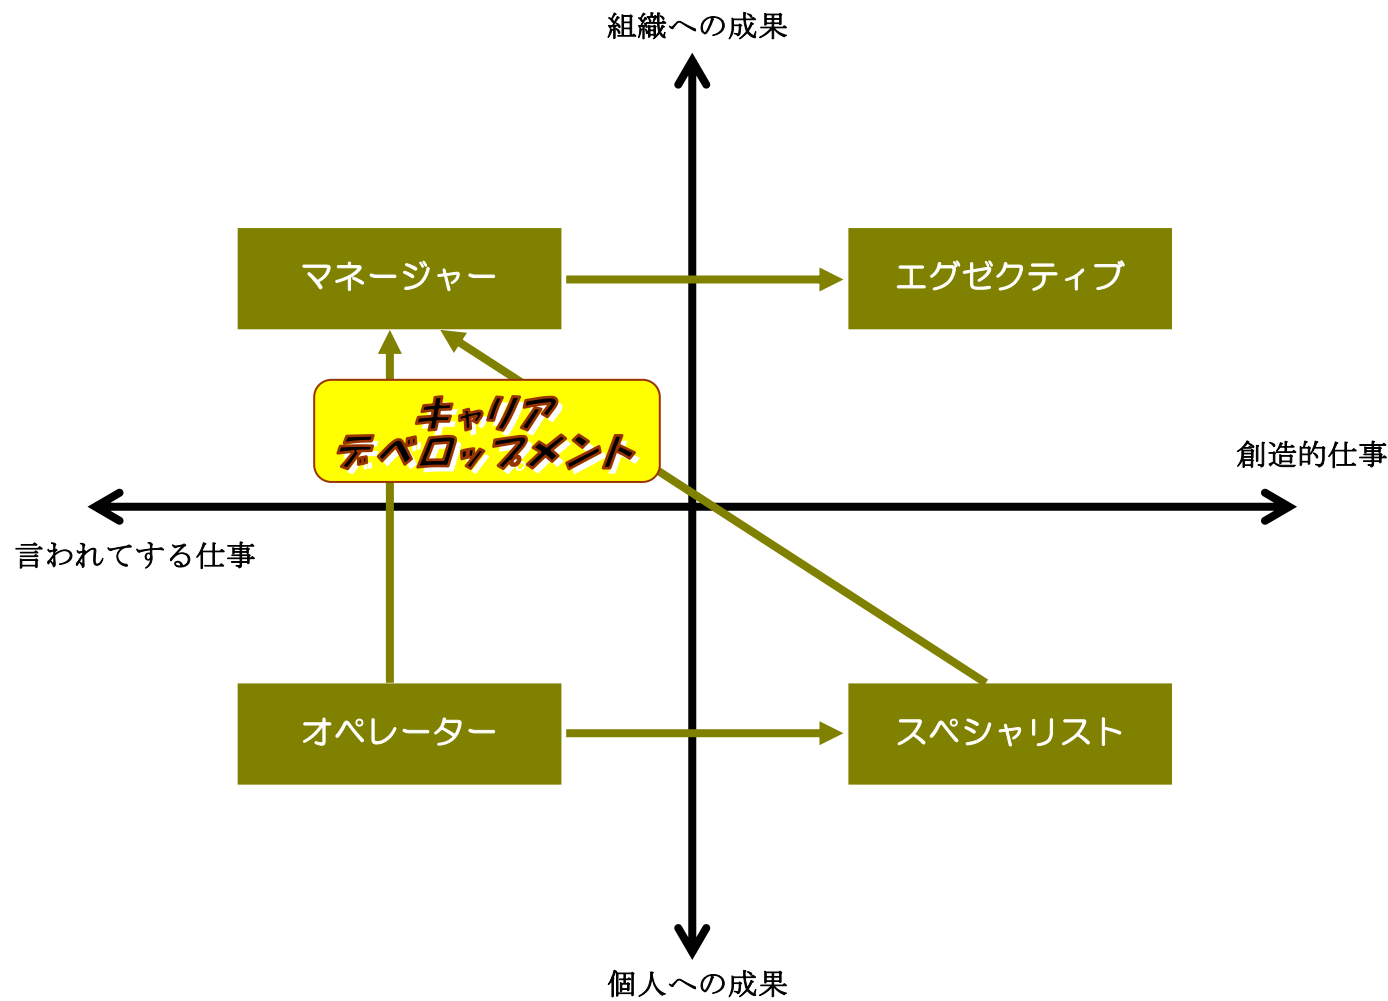 組織への成果
マネージャー
エグゼクティブ
キャリア
デベロップメント
創造的仕事
言われてする仕事
オペレーター
スペシャリスト
個人への成果